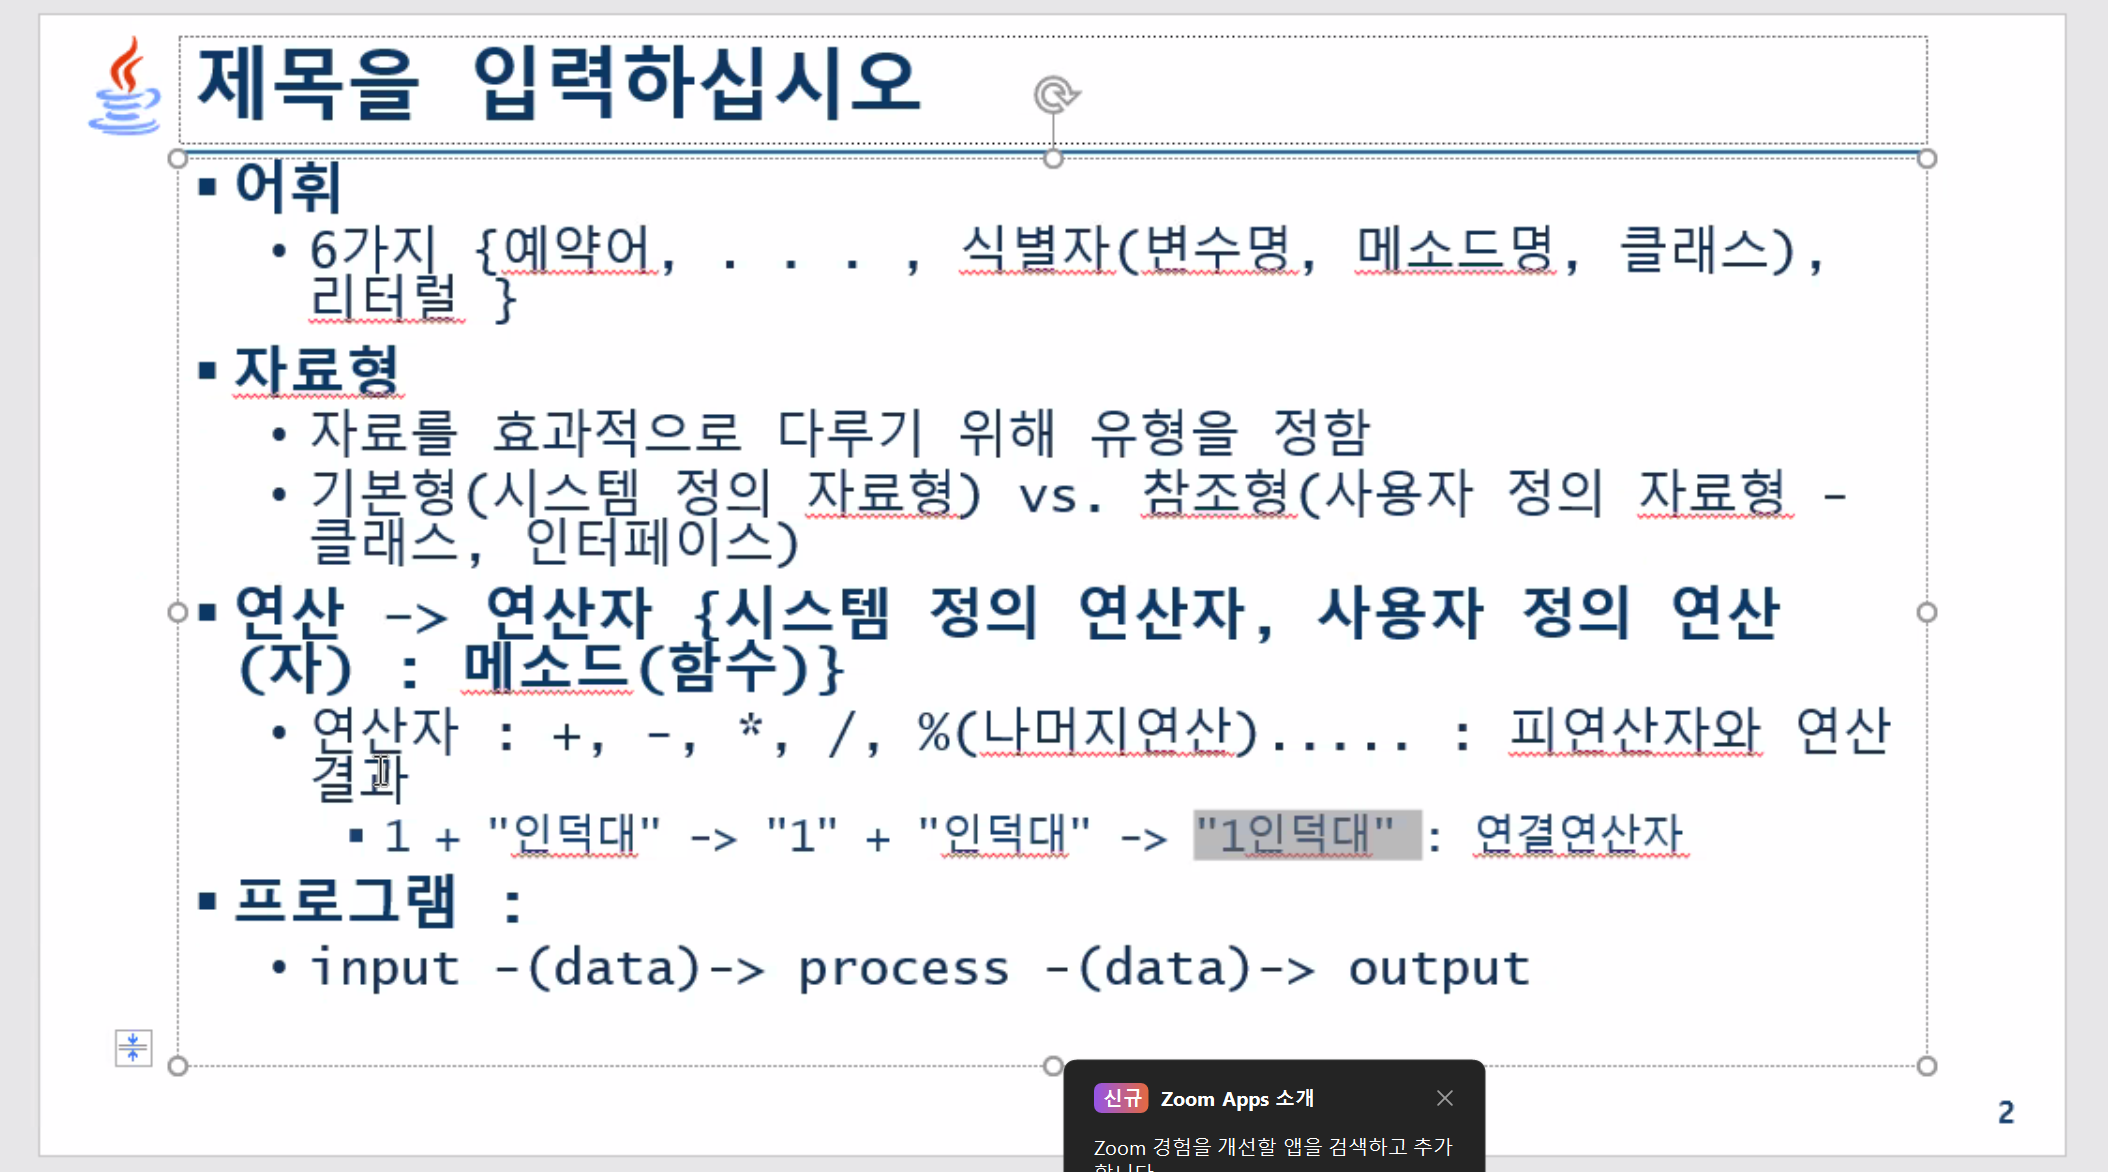 제목을 입력하십시오
▪ 어휘
• 6가지 {예약어, . . . , 식별자(변수명, 메소드명, 클래스),
리터럴 }
▪ 자료형
• 자료를 효과적으로 다루기 위해 유형을 정함
• 기본형(시스템 정의 자료형) vs. 참조형(사용자 정의 자료형 -
클래스, 인터페이스)
▪ 연산 -> 연산자 {시스템 정의 연산자, 사용자 정의 연산
(자) : 메소드(함수)}
• 연산자 : +, -, *, /, %(나머지연산)..... : 피연산자와 연산
결과
▪ 1 + "인덕대" -> "1" + "인덕대" -> "1인덕대" : 연결연산자
▪ 프로그램 :
• input -(data)-> process -(data)-> output
2
신규 Zoom Apps 소개
Zoom 경험을 개선할 앱을 검색하고 추가